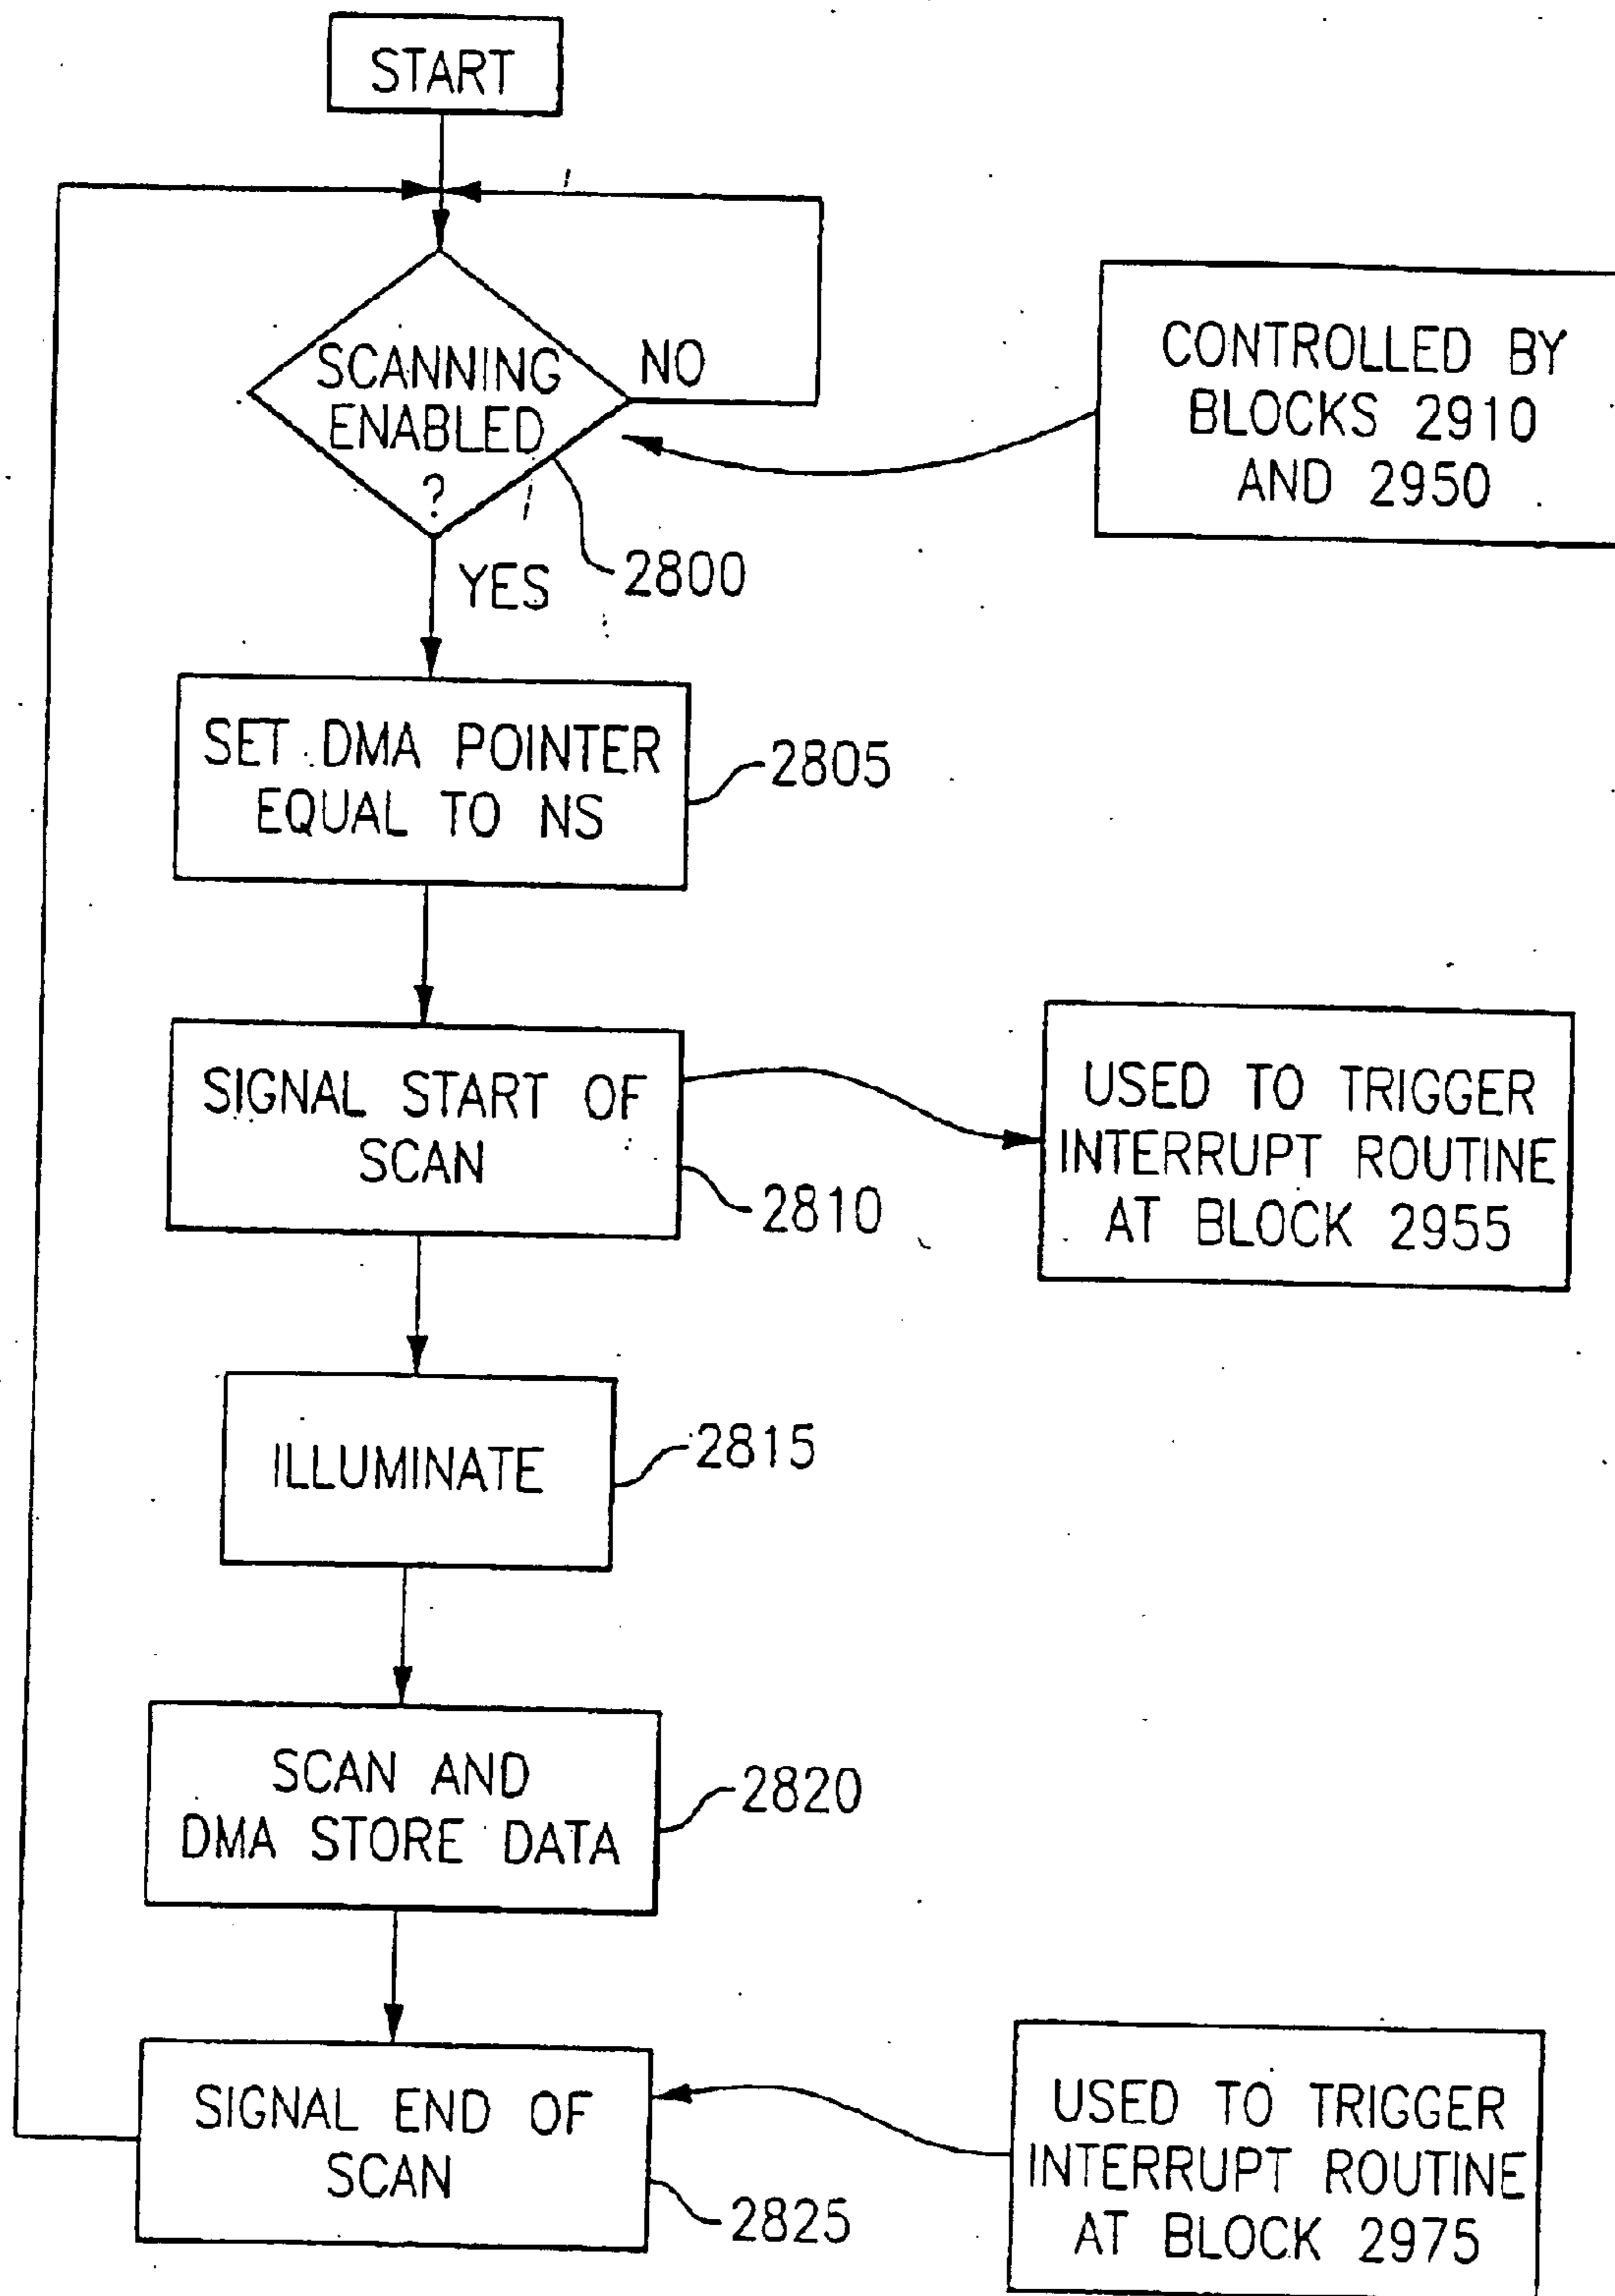 START
SCANNING
ENABLED
?
NO
CONTROLLED BY
BLOCKS 2910
AND 2950
YES
2800
SET DMA POINTER
EQUAL TO NS
2805
SIGNAL START OF
SCAN
2810
USED TO TRIGGER
INTERRUPT ROUTINE
AT BLOCK 2955
ILLUMINATE
2815
SCAN AND
DMA STORE DATA
2820
SIGNAL END OF
SCAN
2825
USED TO TRIGGER
INTERRUPT ROUTINE
AT BLOCK 2975